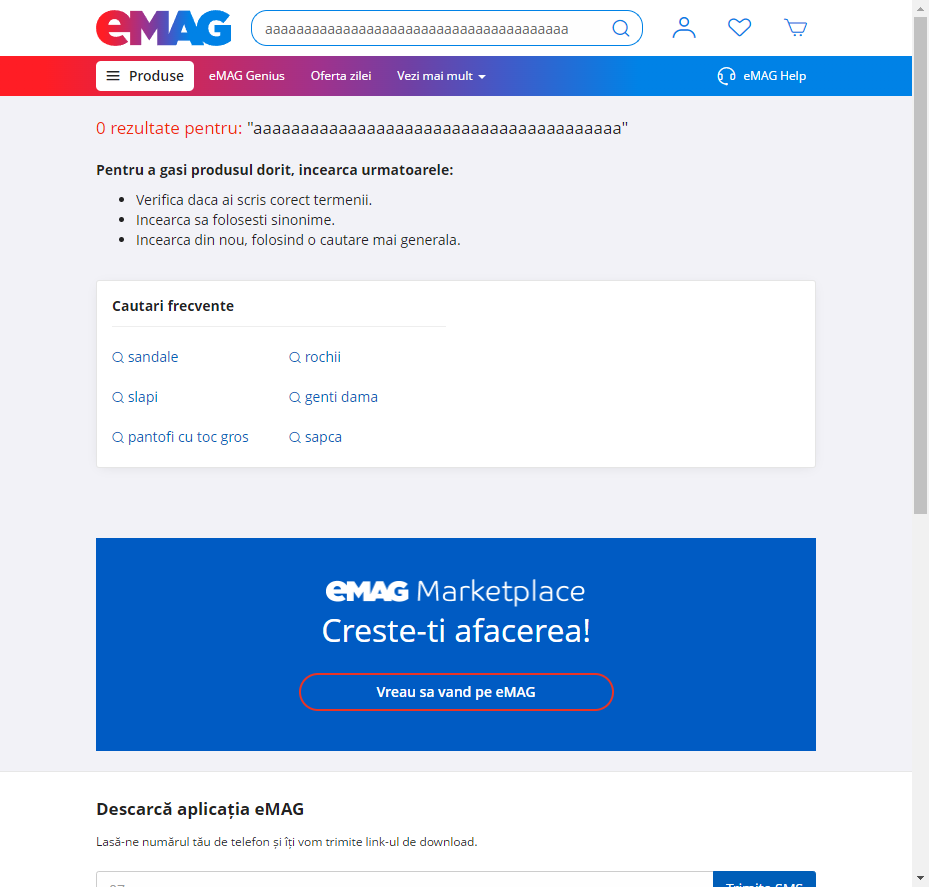 eMAG
aaaaaaaaaaaaaaaaaaaaaaaaaaaaaaaaaaaaaaa
Produse
eMAG Genius
Oferta zilei
Vezi mai mult
eMAG Help
0 rezultate pentru: "aaaaaaaaaaaaaaaaaaaaaaaaaaaaaaaaaaaaaaa"
Pentru a gasi produsul dorit, incearca urmatoarele:
Verifica daca ai scris corect termenii.
Incearca sa folosesti sinonime.
Incearca din nou, folosind o cautare mai generala.
Cautari frecvente
sandale
rochii
slapi
genti dama
pantofi cu toc gros
sapca
eMAG Marketplace
Creste-ti afacerea!
Vreau sa vand pe eMAG
Descarcă aplicația eMAG
Lasă-ne numărul tău de telefon și îți vom trimite link-ul de download.
07
Trimite SMS